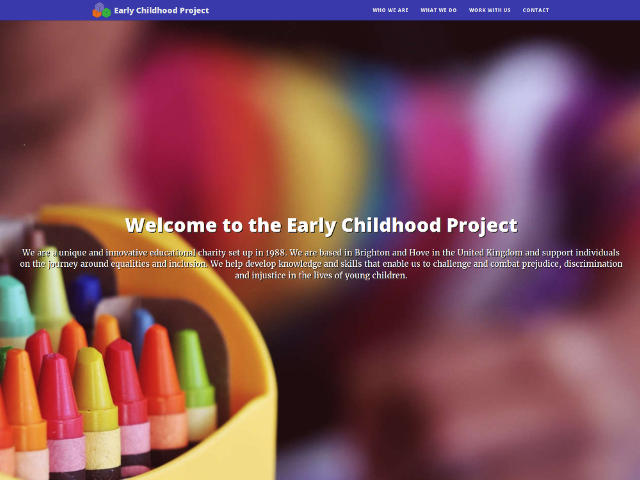 Early Childhood Project
WHO WE ARE
WHAT WE DO
WORK WITH US
CONTACT
Welcome to the Early Childhood Project
We are a unique and innovative educational charity set up in 1988. We are based in Brighton and Hove in the United Kingdom and support individuals
on the journey around equalities and inclusion. We help develop knowledge and skills that enable us to challenge and combat prejudice, discrimination
and injustice in the lives of young children.